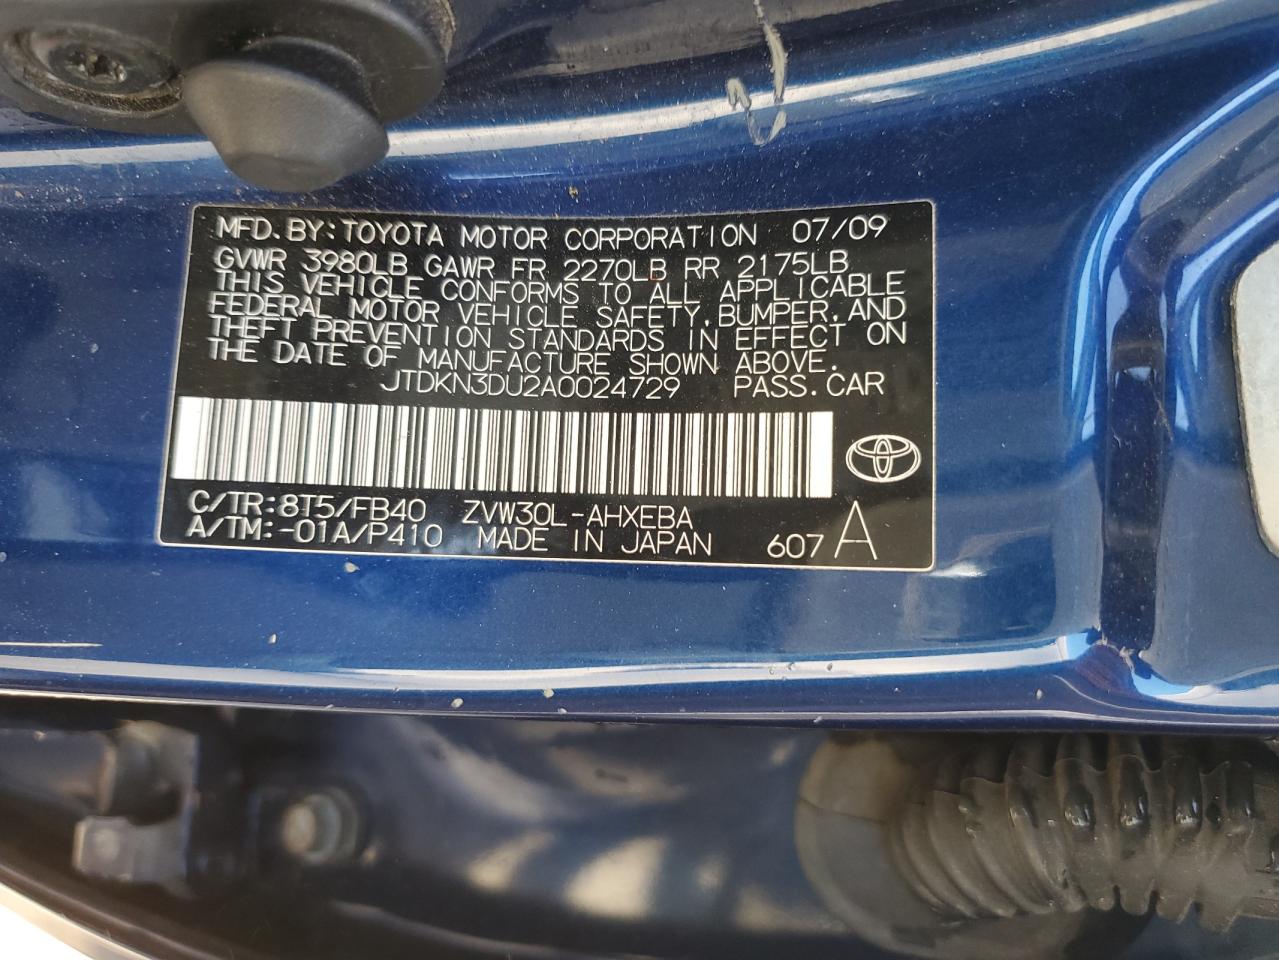 MFD. BY: TOYOTA MOTOR CORPORATION 07/09
GVWR 3980LB GAWR FR 2270LB RR 2175LB
THIS VEHICLE CONFORMS TO ALL APPLICABLE
FEDERAL MOTOR VEHICLE SAFETY, BUMPER, AND
THEFT PREVENTION STANDARDS IN EFFECT ON
THE DATE OF MANUFACTURE SHOWN ABOVE.
JTDKN3DU2A0024729 PASS. CAR
C/TR: 8T5/FB40 ZVW30L-AHXEBA
A/TM: -01A/P410 MADE IN JAPAN 607 A